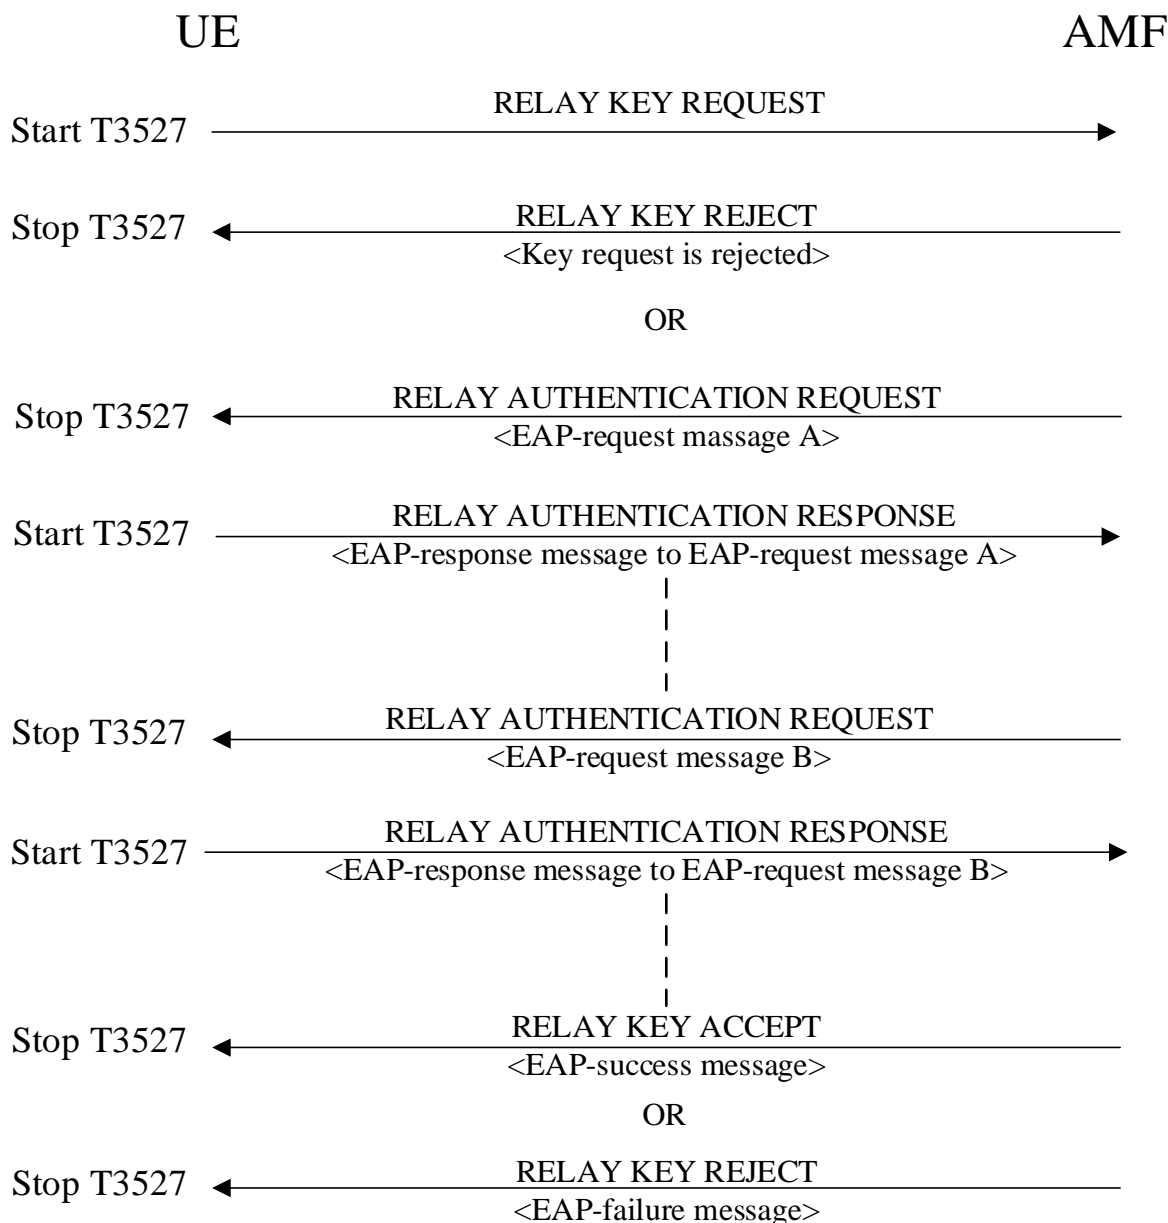 UE AMF
RELAY KEY REQUEST
Start T3527
RELAY KEY REJECT
Stop T3527
<Key request is rejected>
OR
RELAY AUTHENTICATION REQUEST
Stop T3527
<EAP-request massage A>
RELAY AUTHENTICATION RESPONSE
Start T3527
<EAP-response message to EAP-request message A>
RELAY AUTHENTICATION REQUEST
Stop T3527
<EAP-request message B>
RELAY AUTHENTICATION RESPONSE
Start T3527
<EAP-response message to EAP-request message B>
RELAY KEY ACCEPT
Stop T3527
<EAP-success message>
OR
RELAY KEY REJECT
Stop T3527
<EAP-failure message>